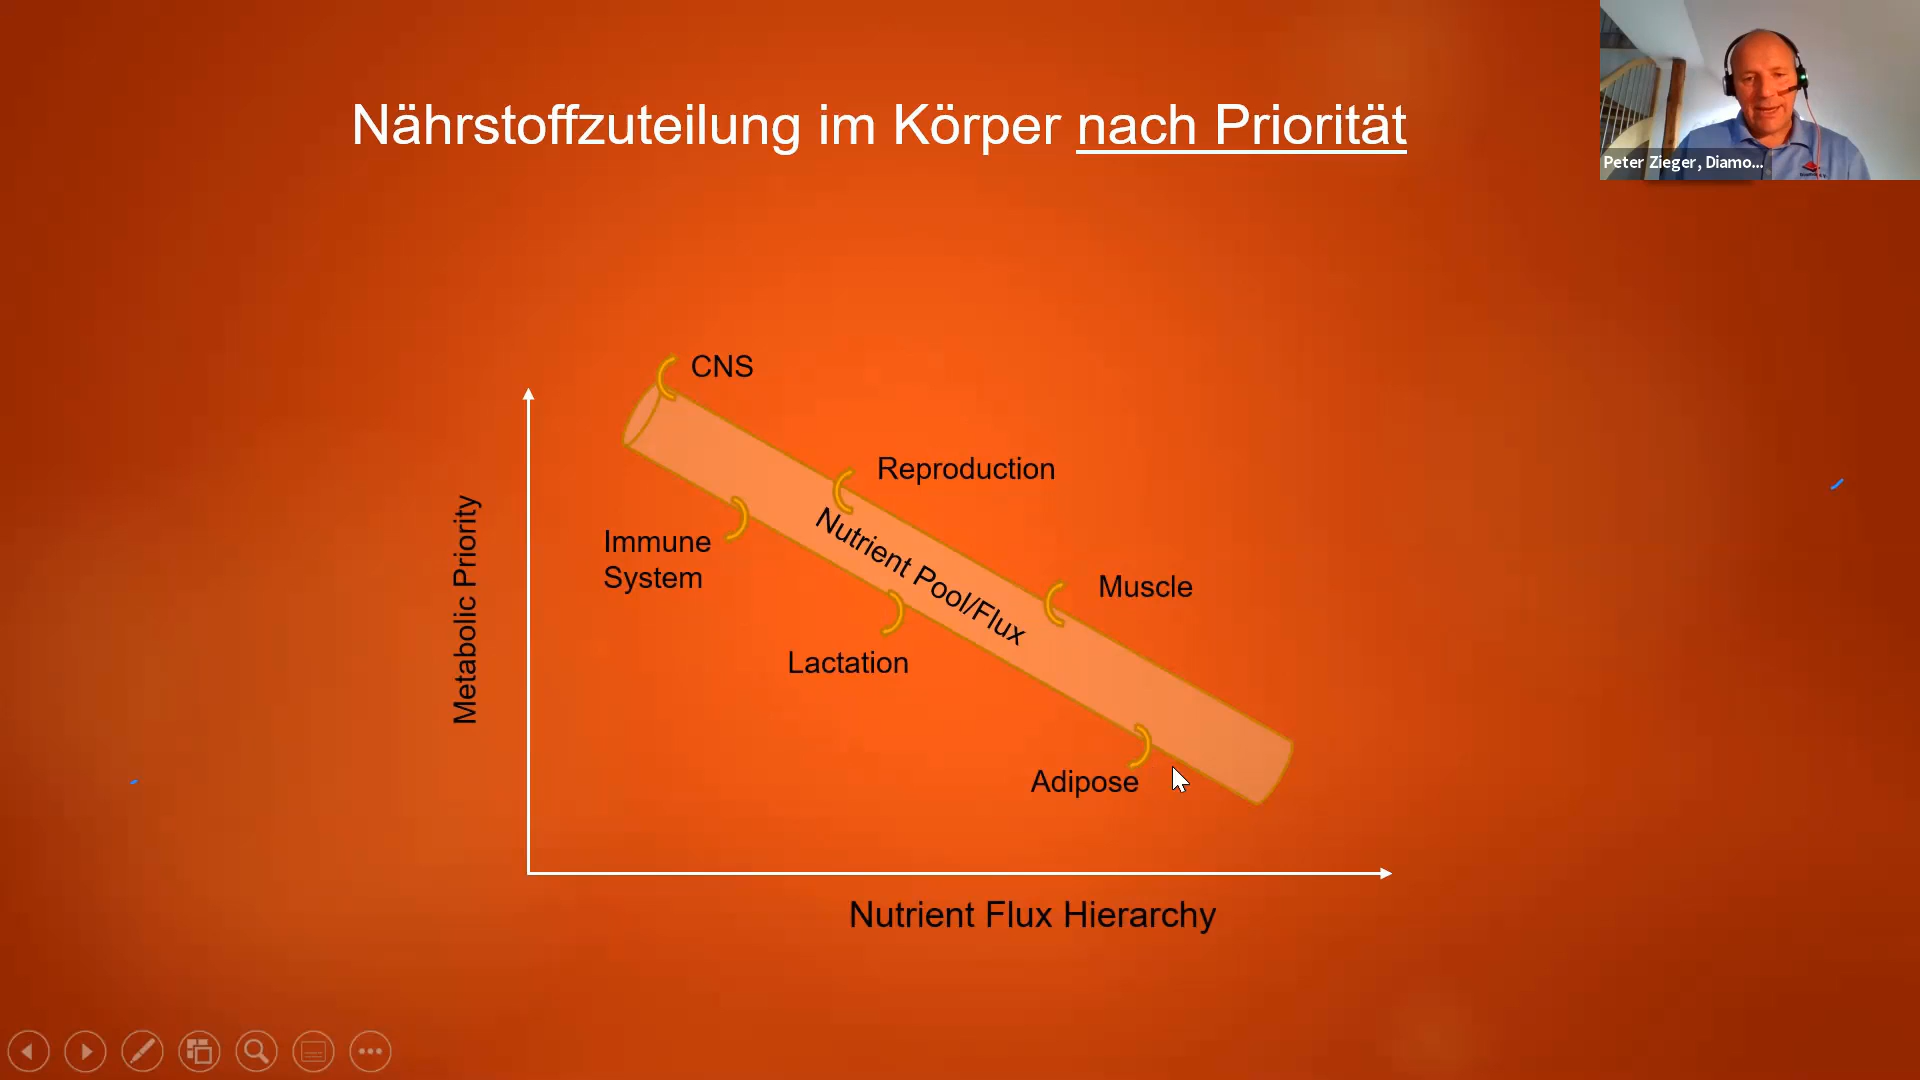 Nährstoffzuteilung im Körper nach Priorität
Peter Zieger, Diamo...
CNS
Reproduction
Immune
System
Nutrient Pool/Flux
Muscle
Lactation
Adipose
Metabolic Priority
Nutrient Flux Hierarchy